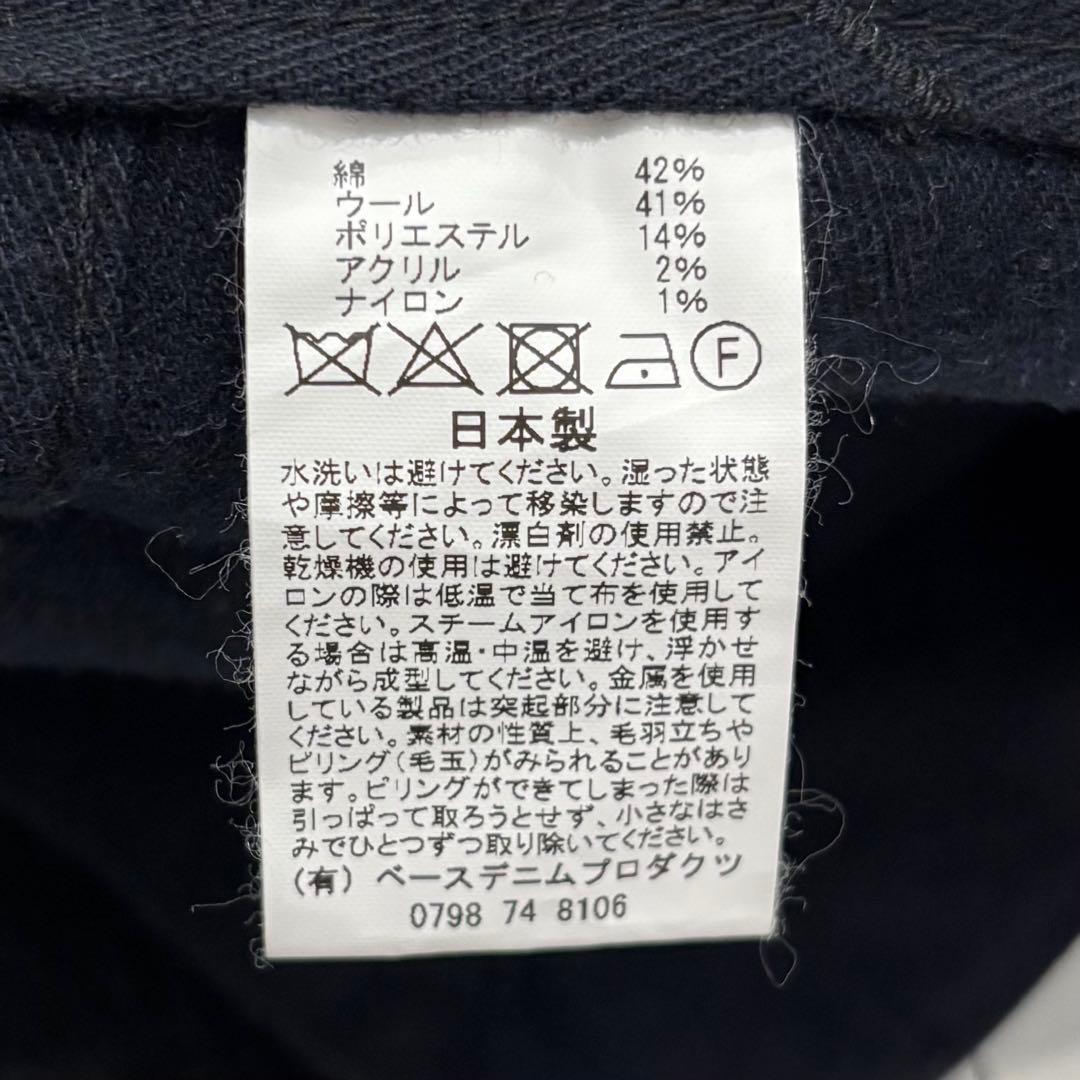 綿 42%
ウール 41%
ポリエステル 14%
アクリル 2%
ナイロン 1%
F
日本製
水洗いは避けてください。湿った状態
や摩擦等によって移染しますので注
意してください。漂白剤の使用禁止。
乾燥機の使用は避けてください。アイ
ロンの際は低温で当て布を使用して
ください。スチームアイロンを使用す
る場合は高温・中温を避け、浮かせ
ながら成型してください。金属を使用
している製品は突起部分に注意して
ください。素材の性質上、毛羽立ちや
ピリング(毛玉)がみられることがあり
ます。ピリングができてしまった際は
引っぱって取ろうとせず、小さなはさ
みでひとつずつ取り除いてください。
(有)ベースデニムプロダクツ
0798 74 8106